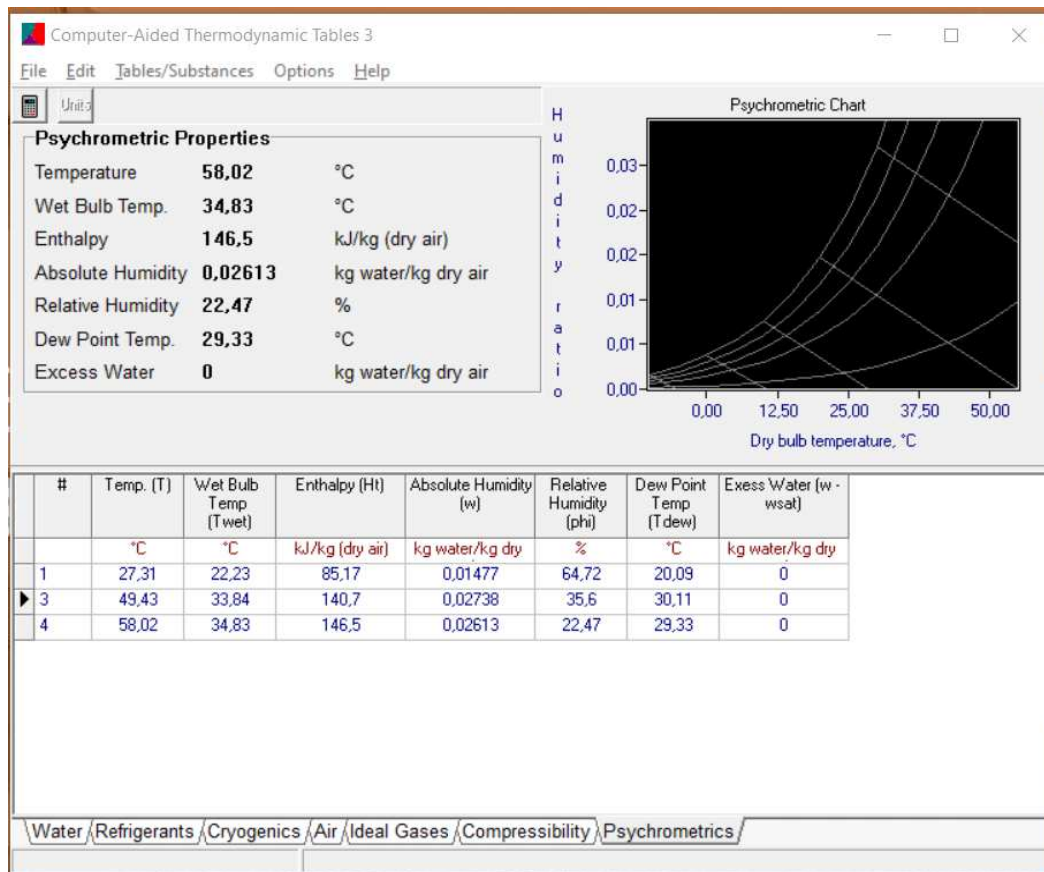 Computer-Aided Thermodynamic Tables 3
File Edit Tables/Substances Options Help
Units
Psychrometric Properties
Temperature 58,02 °C
Wet Bulb Temp. 34,83 °C
Enthalpy 146,5 kJ/kg (dry air)
Absolute Humidity 0,02613 kg water/kg dry air
Relative Humidity 22,47 %
Dew Point Temp. 29,33 °C
Excess Water 0 kg water/kg dry air
Humidity ratio
Psychrometric Chart
0,03
0,02
0,02
0,01
0,01
0,00
0,00 12,50 25,00 37,50 50,00
Dry bulb temperature, °C
# Temp. (T) Wet Bulb Temp (Twet) Enthalpy (Ht) Absolute Humidity (w) Relative Humidity (phi) Dew Point Temp (Tdew) Exess Water (w - wsat)
°C °C kJ/kg (dry air) kg water/kg dry % °C kg water/kg dry
1 27,31 22,23 85,17 0,01477 64,72 20,09 0
3 49,43 33,84 140,7 0,02738 35,6 30,11 0
4 58,02 34,83 146,5 0,02613 22,47 29,33 0
Water Refrigerants Cryogenics Air Ideal Gases Compressibility Psychrometrics